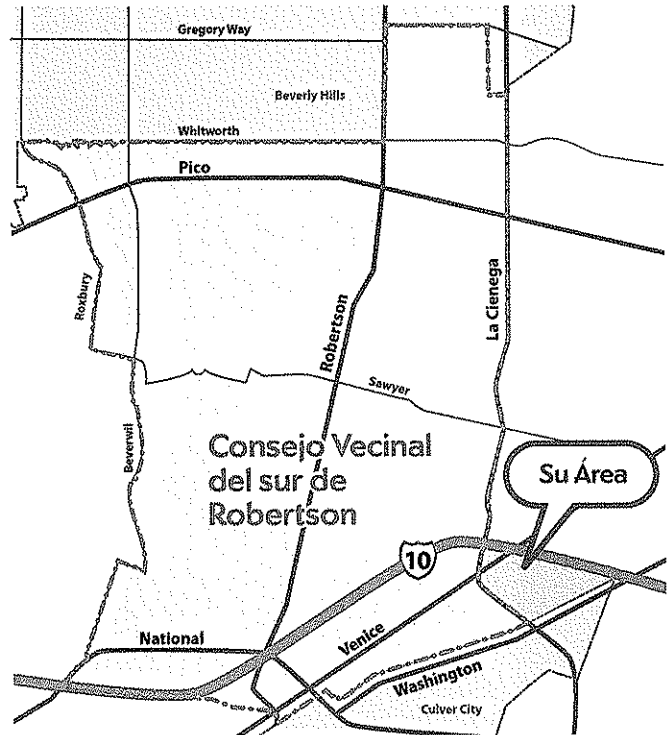 Gregory Way
Beverly Hills
Whitworth
Pico
Roxbury
Robertson
La Cienega
Sawyer
Beverwil
Consejo Vecinal
del sur de
Robertson
Su Área
10
National
Venice
Washington
Culver City